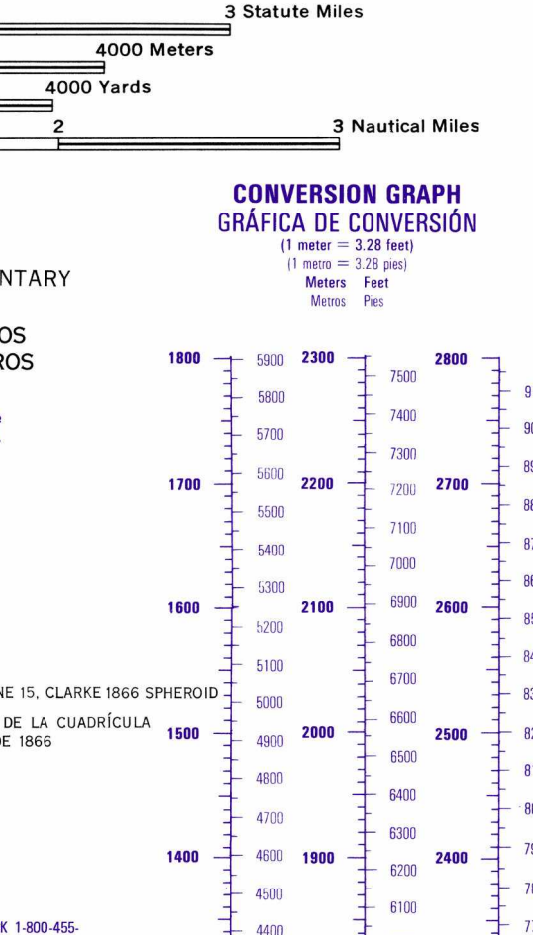 3 Statute Miles
4000 Meters
4000 Yards
2 3 Nautical Miles
CONVERSION GRAPH
GRÁFICA DE CONVERSIÓN
(1 meter = 3.28 feet)
(1 metro = 3.28 pies)
Meters Feet
Metros Pies
NTARY
OS
ROS
1800 5900 2300 2800
7500
5800
7400
5700
7300
1700 5600 2200 7200 2700
5500
7100
5400
7000
5300
1600 2100 6900 2600
5200
6800
5100
6700
NE 15, CLARKE 1866 SPHEROID
5000
DE LA CUADRÍCULA
6600
DE 1866
1500 4900 2000 2500
6500
4800
6400
4700
6300
1400 4600 1900 2400
6200
4500
6100
K 1-800-455-
4400